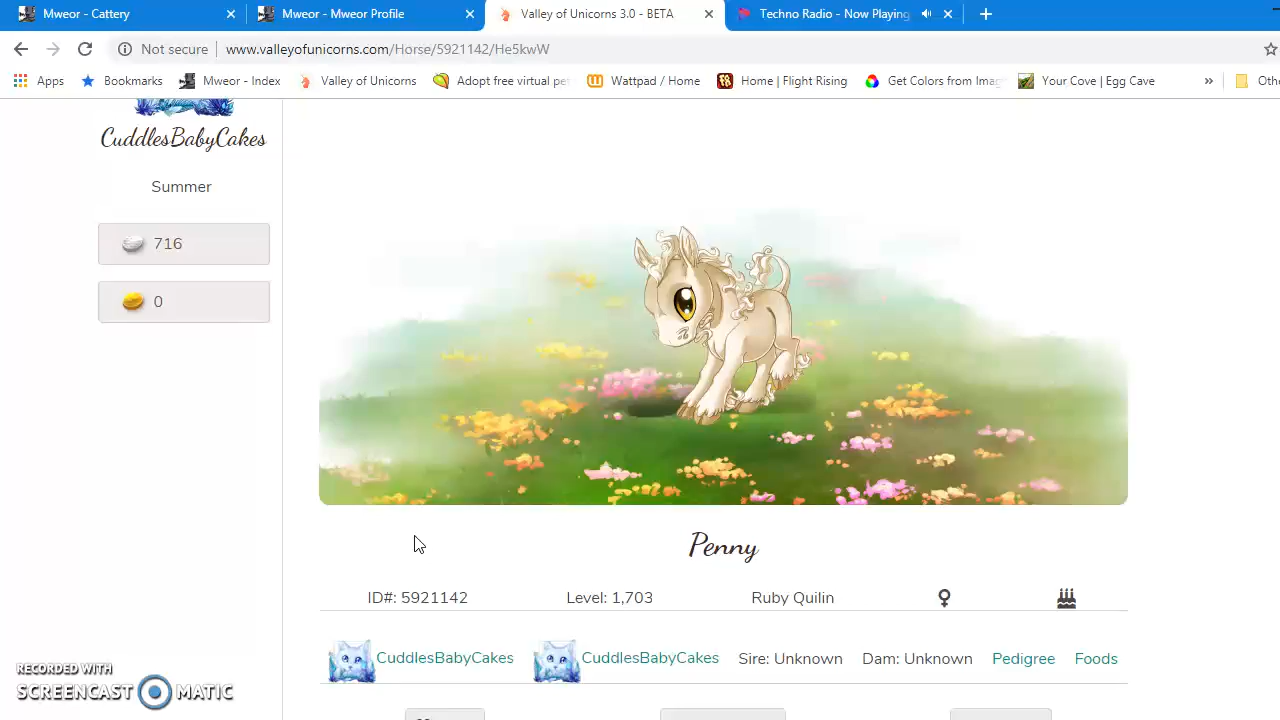 Mweor - Cattery
Mweor - Mweor Profile
Valley of Unicorns 3.0 - BETA
Techno Radio - Now Playing
Not secure
www.valleyofunicorns.com/Horse/5921142/He5kwW
Apps
Bookmarks
Mweor - Index
Valley of Unicorns
Adopt free virtual pe
Wattpad / Home
Home | Flight Rising
Get Colors from Imag
Your Cove | Egg Cave
Othe
CuddlesBabyCakes
Summer
716
0
Penny
ID#: 5921142
Level: 1,703
Ruby Quilin
CuddlesBabyCakes
CuddlesBabyCakes
Sire: Unknown
Dam: Unknown
Pedigree
Foods
RECORDED WITH
SCREENCAST MATIC